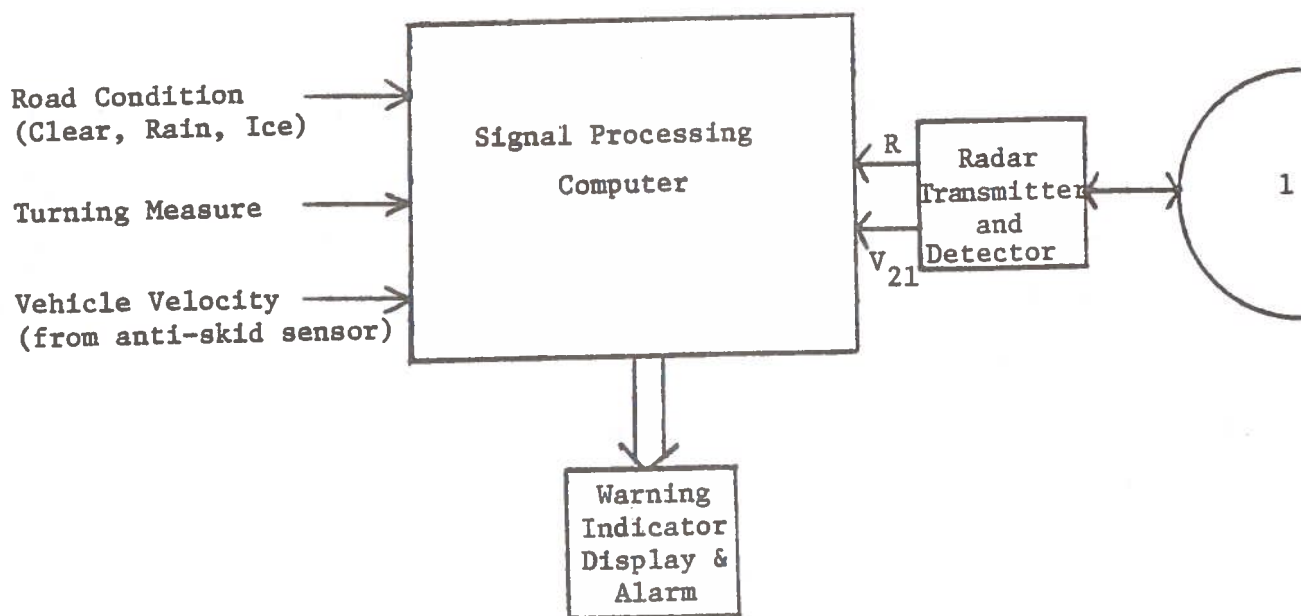 Road Condition
(Clear, Rain, Ice)
Turning Measure
Vehicle Velocity
(from anti-skid sensor)
Signal Processing
Computer
R
V21
Radar
Transmitter
and
Detector
1
Warning
Indicator
Display &
Alarm